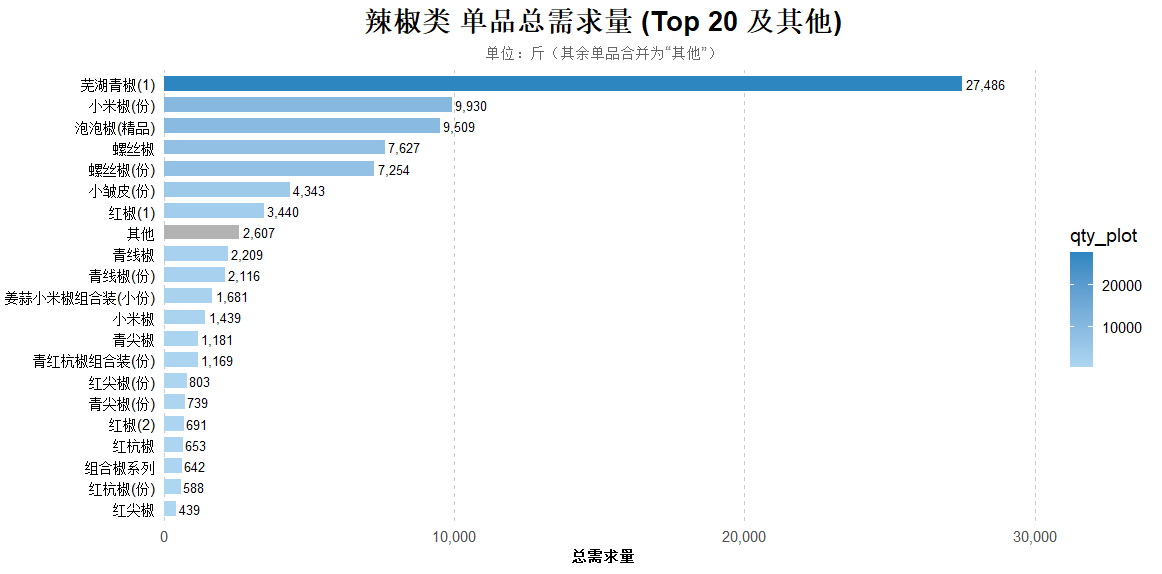 辣椒类 单品总需求量 (Top 20 及其他)
单位：斤（其余单品合并为“其他”）
芜湖青椒(1) 27,486
小米椒(份) 9,930
泡泡椒(精品) 9,509
螺丝椒 7,627
螺丝椒(份) 7,254
小皱皮(份) 4,343
红椒(1) 3,440
其他 2,607
青线椒 2,209
青线椒(份) 2,116
姜蒜小米椒组合装(小份) 1,681
小米椒 1,439
青尖椒 1,181
青红杭椒组合装(份) 1,169
红尖椒(份) 803
青尖椒(份) 739
红椒(2) 691
红杭椒 653
组合椒系列 642
红杭椒(份) 588
红尖椒 439
0 10,000 20,000 30,000
总需求量
qty_plot
20000
10000